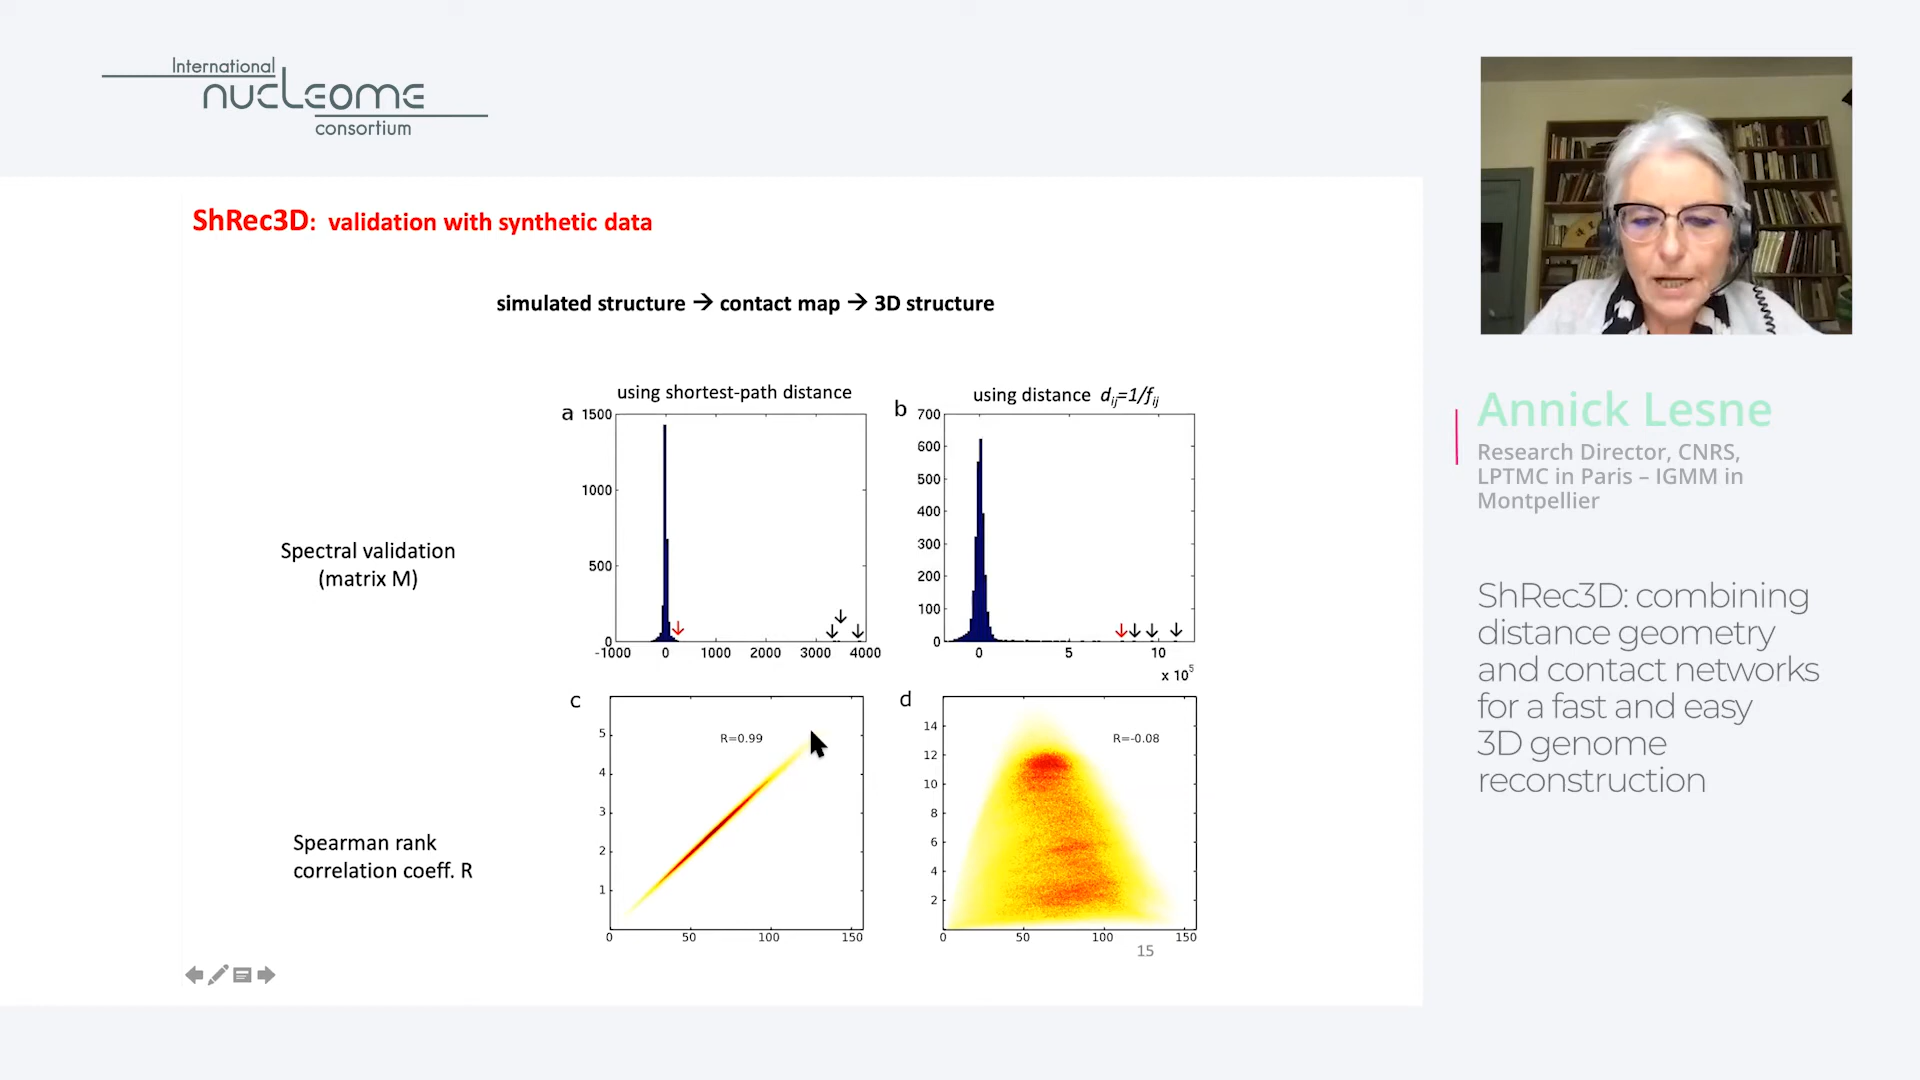 International
nucleome
consortium
ShRec3D: validation with synthetic data
simulated structure → contact map → 3D structure
using shortest-path distance
using distance dij=1/fij
a
1500
1000
500
0
-1000 0 1000 2000 3000 4000
b
700
600
500
400
300
200
100
0
0 5 10
x 10⁵
Spectral validation
(matrix M)
c
R=0.99
5
4
3
2
1
0 50 100 150
d
R=-0.08
14
12
10
8
6
4
2
0 50 100 150
Spearman rank
correlation coeff. R
15
Annick Lesne
Research Director, CNRS,
LPTMC in Paris – IGMM in
Montpellier
ShRec3D: combining
distance geometry
and contact networks
for a fast and easy
3D genome
reconstruction